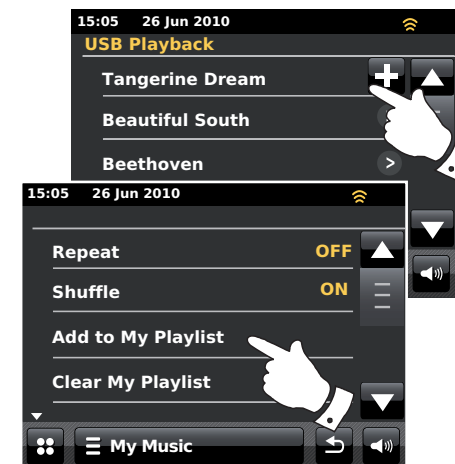 15:05 26 Jun 2010
USB Playback
Tangerine Dream
Beautiful South
Beethoven >
15:05 26 Jun 2010
Repeat OFF
Shuffle ON
Add to My Playlist
Clear My Playlist
My Music